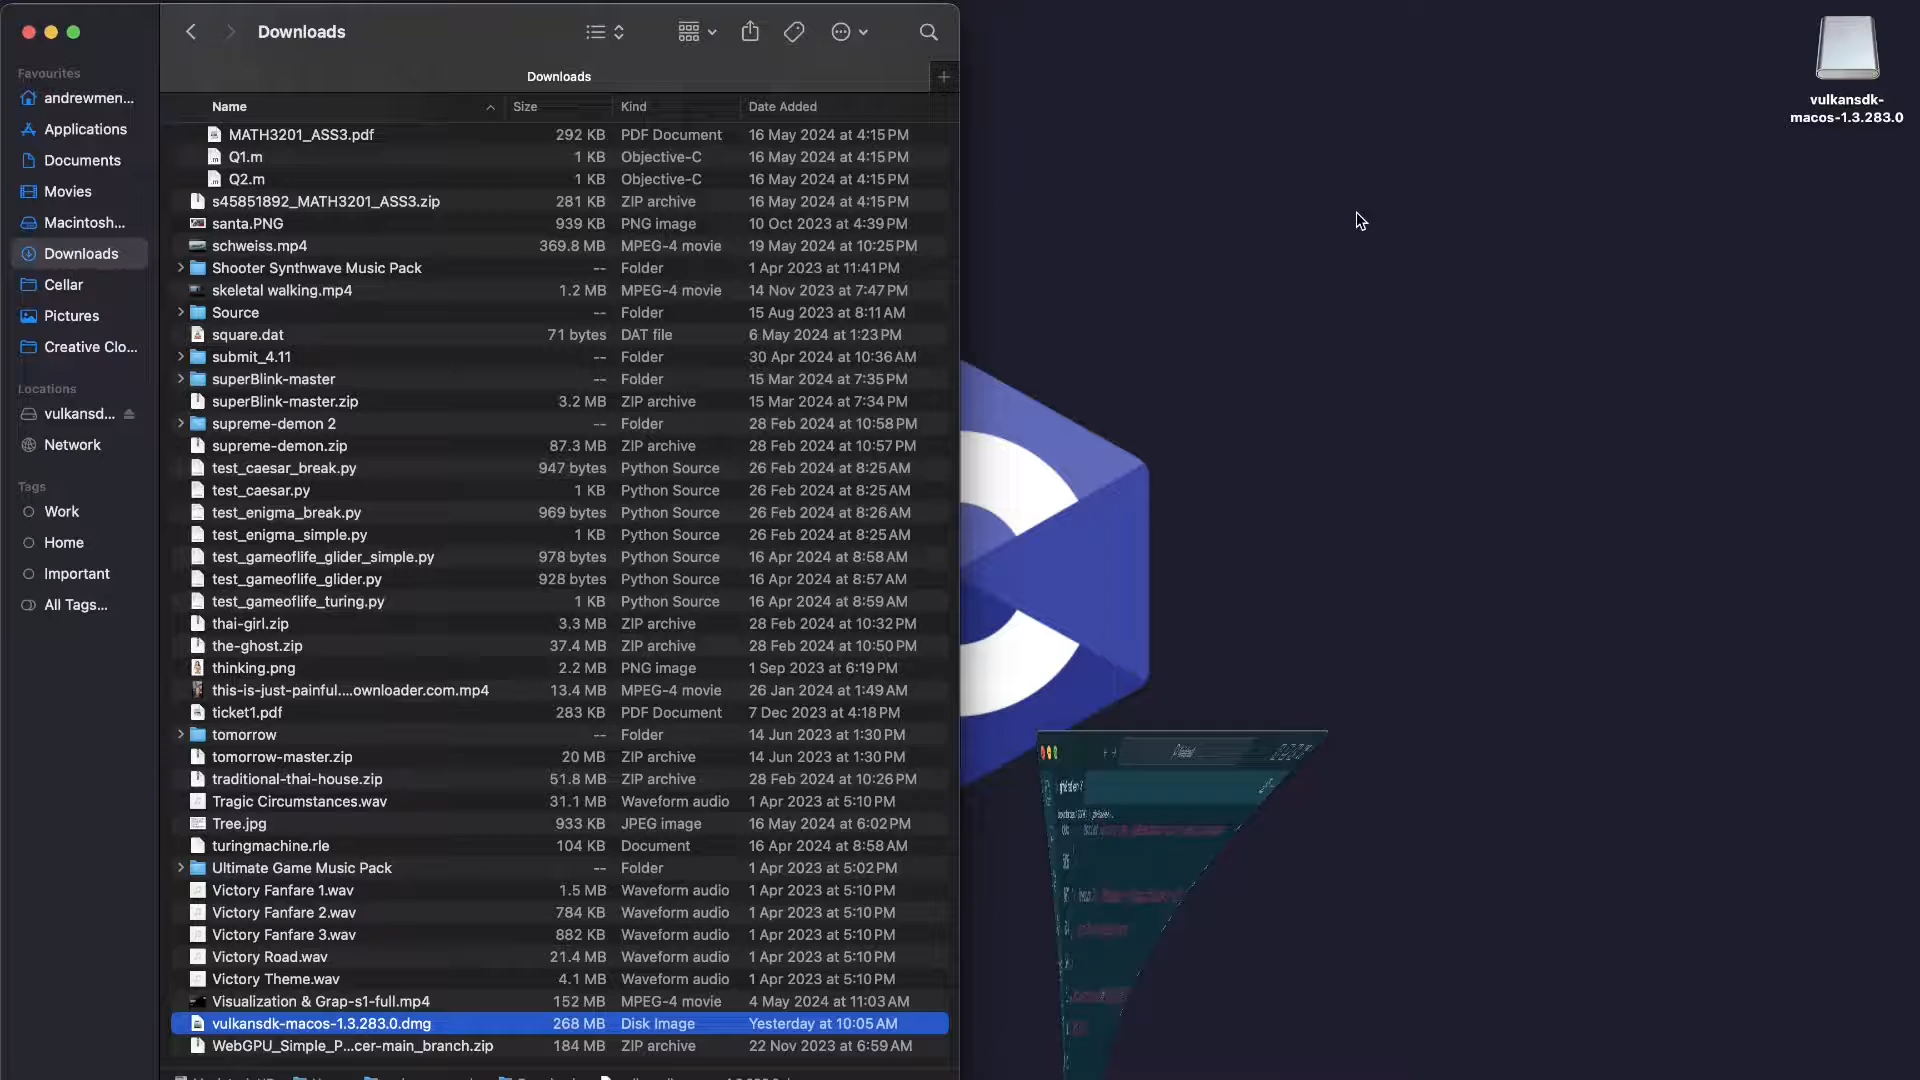 Downloads
Downloads
Favourites
andrewmen...
Applications
Documents
Movies
Macintosh...
Downloads
Cellar
Pictures
Creative Clo...
Locations
vulkansd...
Network
Tags
Work
Home
Important
All Tags...
Name Size Kind Date Added
MATH3201_ASS3.pdf 292 KB PDF Document 16 May 2024 at 4:15 PM
Q1.m 1 KB Objective-C 16 May 2024 at 4:15 PM
Q2.m 1 KB Objective-C 16 May 2024 at 4:15 PM
s45851892_MATH3201_ASS3.zip 281 KB ZIP archive 16 May 2024 at 4:15 PM
santa.PNG 939 KB PNG image 10 Oct 2023 at 4:39 PM
schweiss.mp4 369.8 MB MPEG-4 movie 19 May 2024 at 10:25 PM
Shooter Synthwave Music Pack -- Folder 1 Apr 2023 at 11:41 PM
skeletal walking.mp4 1.2 MB MPEG-4 movie 14 Nov 2023 at 7:47 PM
Source -- Folder 15 Aug 2023 at 8:11 AM
square.dat 71 bytes DAT file 6 May 2024 at 1:23 PM
submit_4.11 -- Folder 30 Apr 2024 at 10:36 AM
superBlink-master -- Folder 15 Mar 2024 at 7:35 PM
superBlink-master.zip 3.2 MB ZIP archive 15 Mar 2024 at 7:34 PM
supreme-demon 2 -- Folder 28 Feb 2024 at 10:58 PM
supreme-demon.zip 87.3 MB ZIP archive 28 Feb 2024 at 10:57 PM
test_caesar_break.py 947 bytes Python Source 26 Feb 2024 at 8:25 AM
test_caesar.py 1 KB Python Source 26 Feb 2024 at 8:25 AM
test_enigma_break.py 969 bytes Python Source 26 Feb 2024 at 8:26 AM
test_enigma_simple.py 1 KB Python Source 26 Feb 2024 at 8:25 AM
test_gameoflife_glider_simple.py 978 bytes Python Source 16 Apr 2024 at 8:58 AM
test_gameoflife_glider.py 928 bytes Python Source 16 Apr 2024 at 8:57 AM
test_gameoflife_turing.py 1 KB Python Source 16 Apr 2024 at 8:59 AM
thai-girl.zip 3.3 MB ZIP archive 28 Feb 2024 at 10:32 PM
the-ghost.zip 37.4 MB ZIP archive 28 Feb 2024 at 10:50 PM
thinking.png 2.2 MB PNG image 1 Sep 2023 at 6:19 PM
this-is-just-painful....ownloader.com.mp4 13.4 MB MPEG-4 movie 26 Jan 2024 at 1:49 AM
ticket1.pdf 283 KB PDF Document 7 Dec 2023 at 4:18 PM
tomorrow -- Folder 14 Jun 2023 at 1:30 PM
tomorrow-master.zip 20 MB ZIP archive 14 Jun 2023 at 1:30 PM
traditional-thai-house.zip 51.8 MB ZIP archive 28 Feb 2024 at 10:26 PM
Tragic Circumstances.wav 31.1 MB Waveform audio 1 Apr 2023 at 5:10 PM
Tree.jpg 933 KB JPEG image 16 May 2024 at 6:02 PM
turingmachine.rle 104 KB Document 16 Apr 2024 at 8:58 AM
Ultimate Game Music Pack -- Folder 1 Apr 2023 at 5:02 PM
Victory Fanfare 1.wav 1.5 MB Waveform audio 1 Apr 2023 at 5:10 PM
Victory Fanfare 2.wav 784 KB Waveform audio 1 Apr 2023 at 5:10 PM
Victory Fanfare 3.wav 882 KB Waveform audio 1 Apr 2023 at 5:10 PM
Victory Road.wav 21.4 MB Waveform audio 1 Apr 2023 at 5:10 PM
Victory Theme.wav 4.1 MB Waveform audio 1 Apr 2023 at 5:10 PM
Visualization & Grap-s1-full.mp4 152 MB MPEG-4 movie 4 May 2024 at 11:03 AM
vulkansdk-macos-1.3.283.0.dmg 268 MB Disk Image Yesterday at 10:05 AM
WebGPU_Simple_P...cer-main_branch.zip 184 MB ZIP archive 22 Nov 2023 at 6:59 AM
vulkansdk-
macos-1.3.283.0